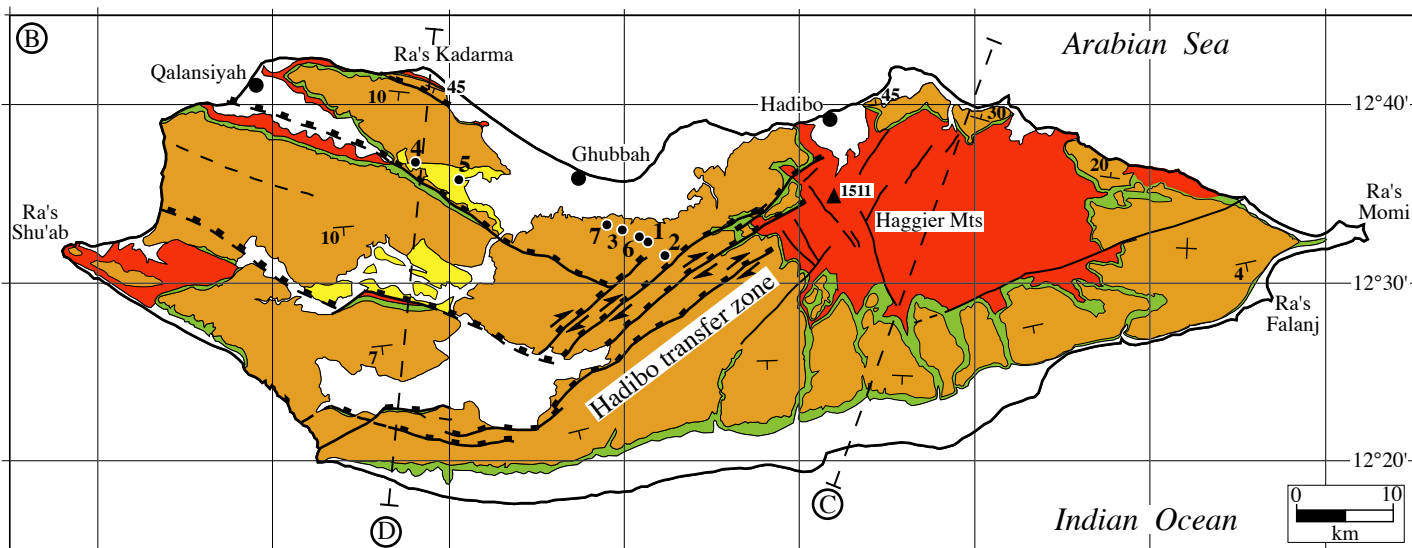 B
Arabian Sea
Ra's Kadarma
Qalansiyah
45
10
45
Hadibo
30
12°40'
4
5
Ghubbah
20
1511
Ra's
Momi
Ra's
Shu'ab
10
7
3
6
1
2
Haggier Mts
4
12°30'
Ra's
Falanj
7
Hadibo transfer zone
12°20'
D
C
Indian Ocean
0
10
km